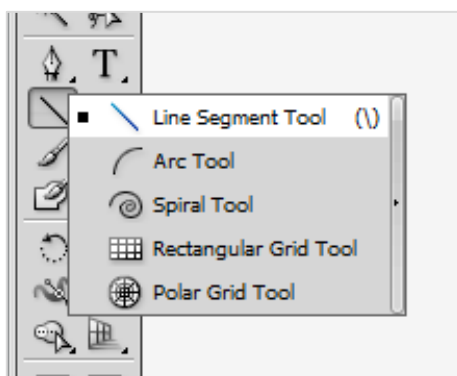 T
Line Segment Tool (\)
Arc Tool
Spiral Tool
Rectangular Grid Tool
Polar Grid Tool